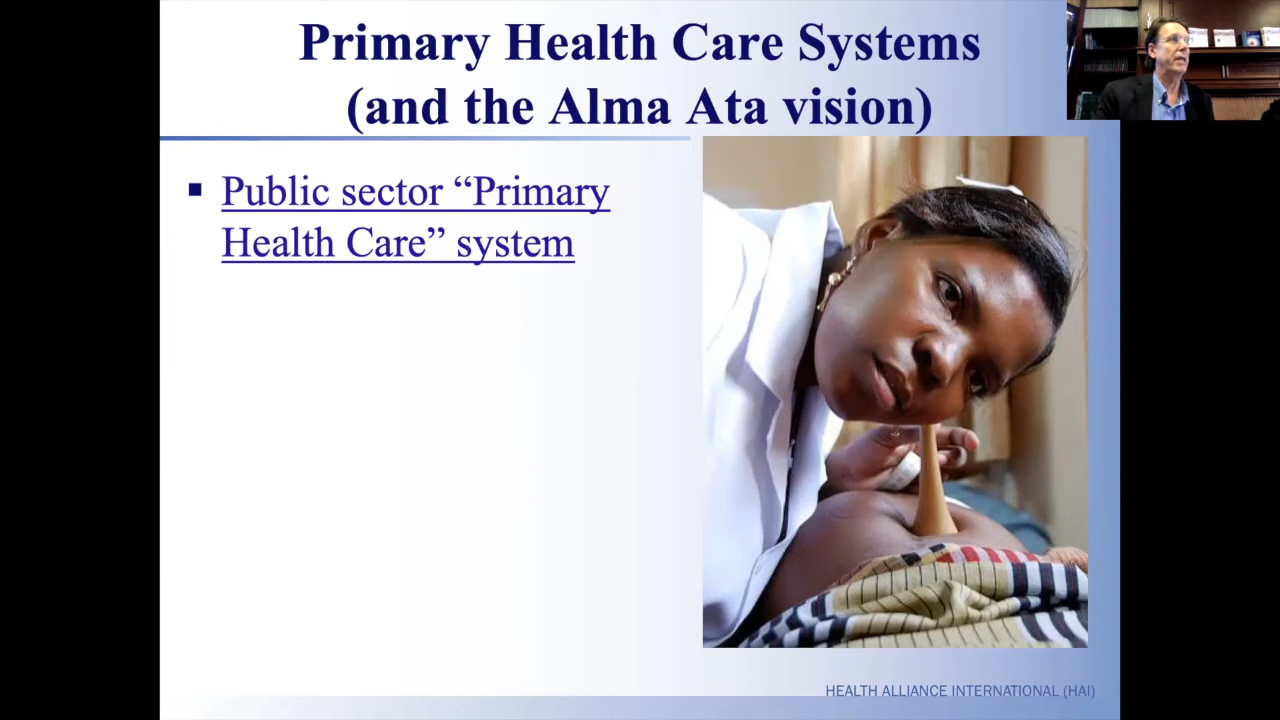 Primary Health Care Systems
(and the Alma Ata vision)
Public sector “Primary
Health Care” system
HEALTH ALLIANCE INTERNATIONAL (HAI)